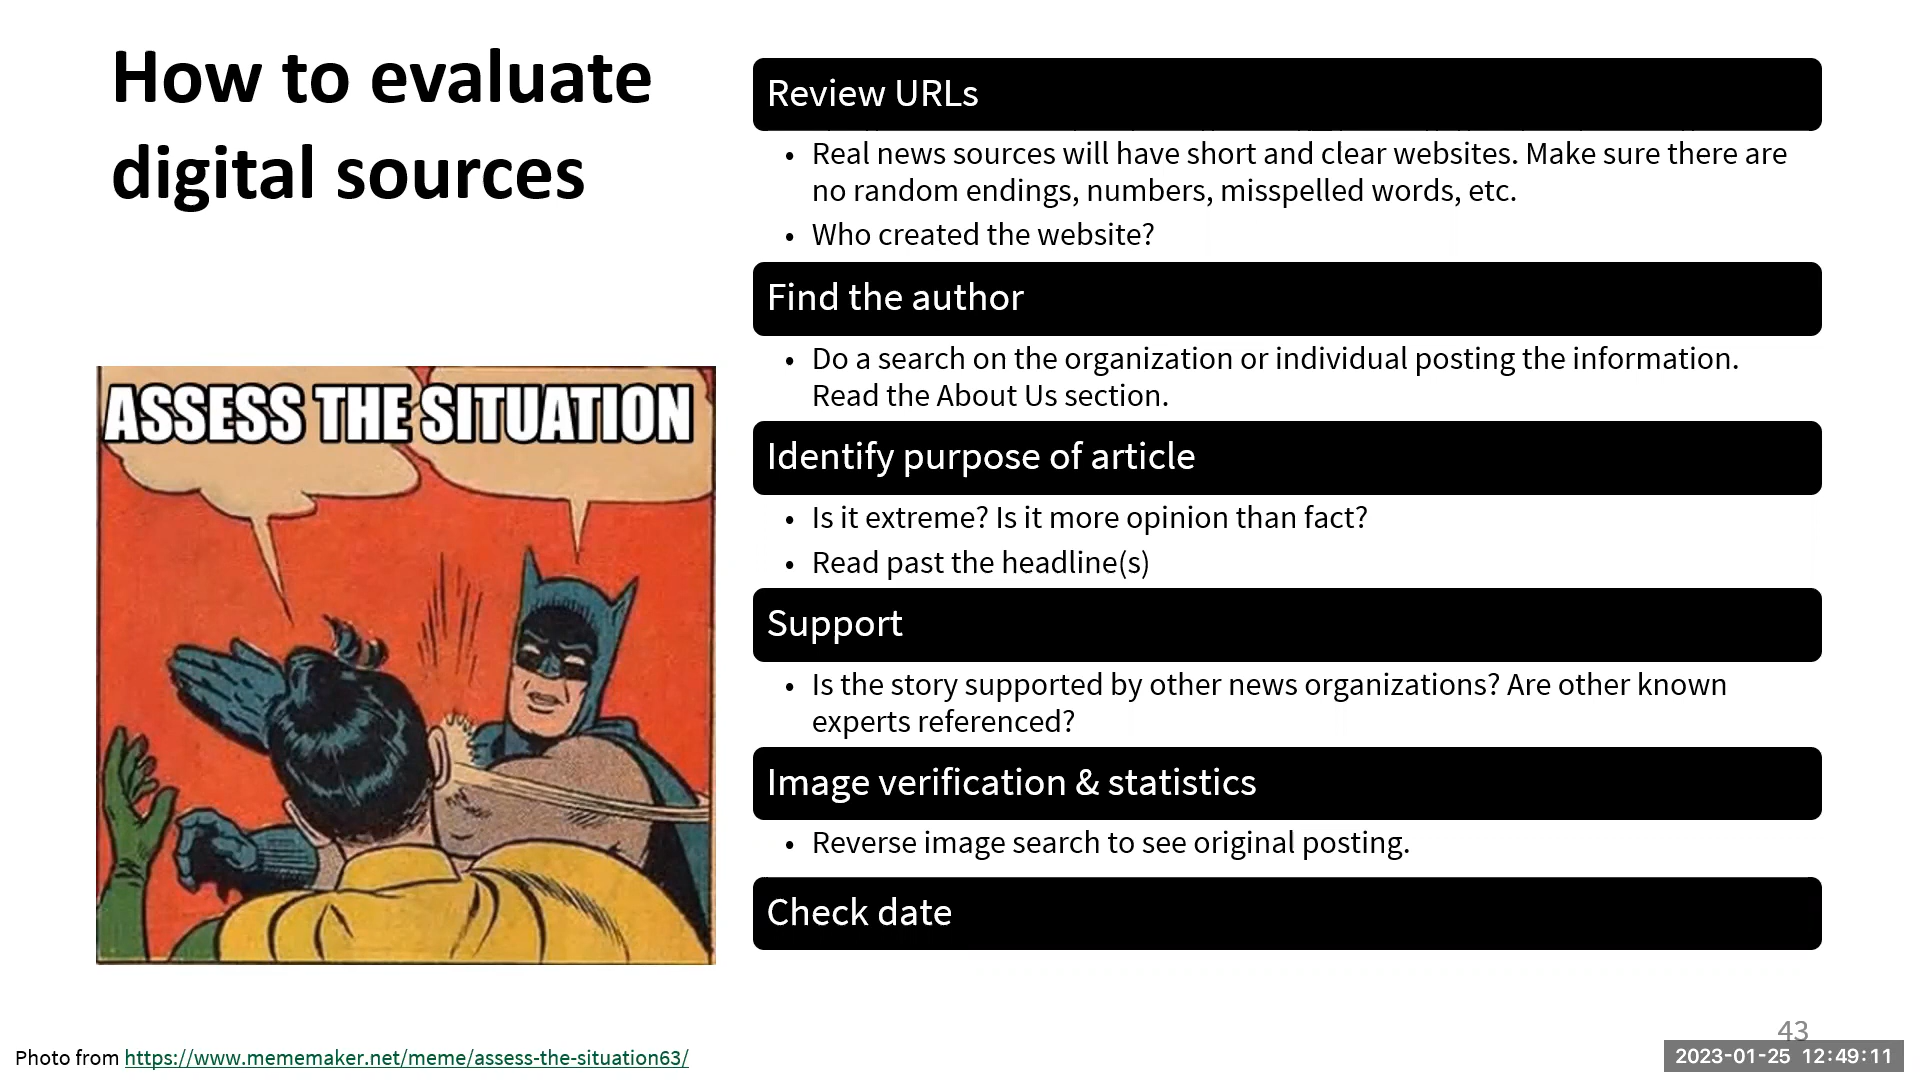 How to evaluate
digital sources
ASSESS THE SITUATION
Review URLs
• Real news sources will have short and clear websites. Make sure there are
no random endings, numbers, misspelled words, etc.
• Who created the website?
Find the author
• Do a search on the organization or individual posting the information.
Read the About Us section.
Identify purpose of article
• Is it extreme? Is it more opinion than fact?
• Read past the headline(s)
Support
• Is the story supported by other news organizations? Are other known
experts referenced?
Image verification & statistics
• Reverse image search to see original posting.
Check date
43
Photo from https://www.mememaker.net/meme/assess-the-situation63/
2023-01-25 12:49:11